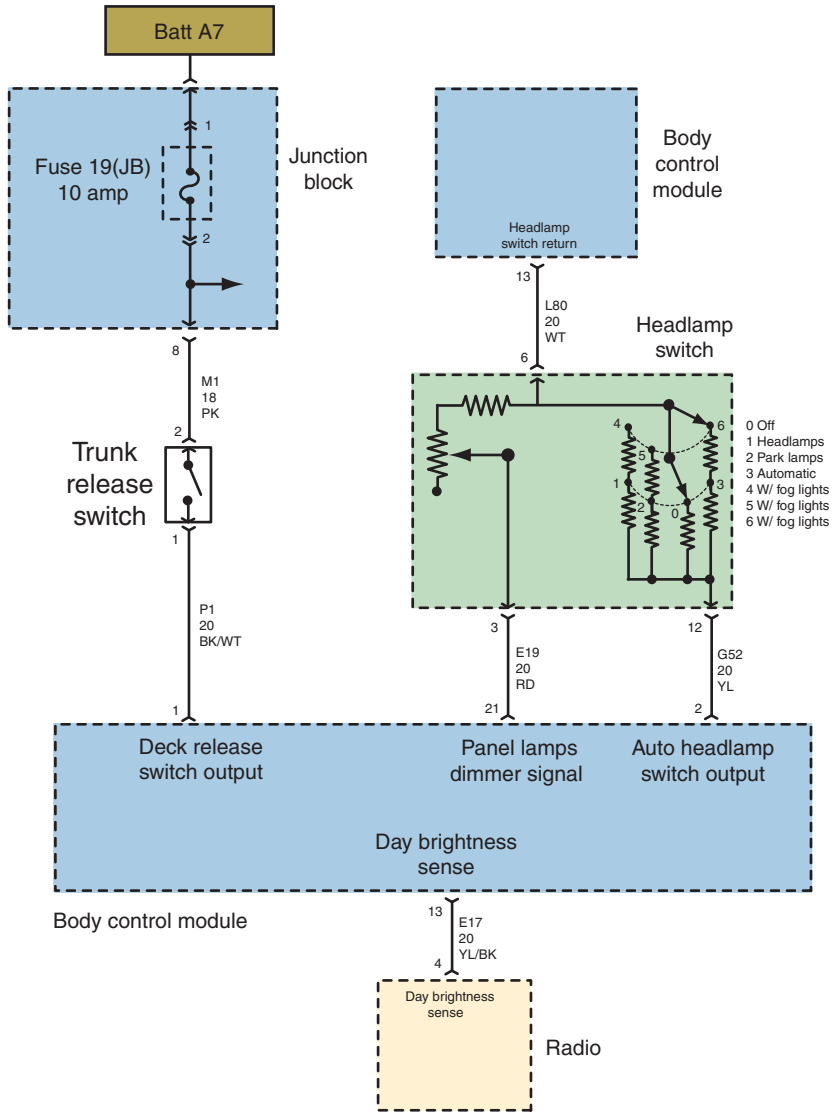 Batt A7
1
Fuse 19(JB)
10 amp
2
Junction
block
8
M1
18
PK
2
Trunk
release
switch
1
P1
20
BK/WT
1
Body
control
module
Headlamp
switch return
13
L80
20
WT
6
Headlamp
switch
4
6
5
1
3
2
0
0 Off
1 Headlamps
2 Park lamps
3 Automatic
4 W/ fog lights
5 W/ fog lights
6 W/ fog lights
3
E19
20
RD
21
12
G52
20
YL
2
Deck release
switch output
Panel lamps
dimmer signal
Auto headlamp
switch output
Day brightness
sense
Body control module
13
E17
20
YL/BK
4
Day brightness
sense
Radio